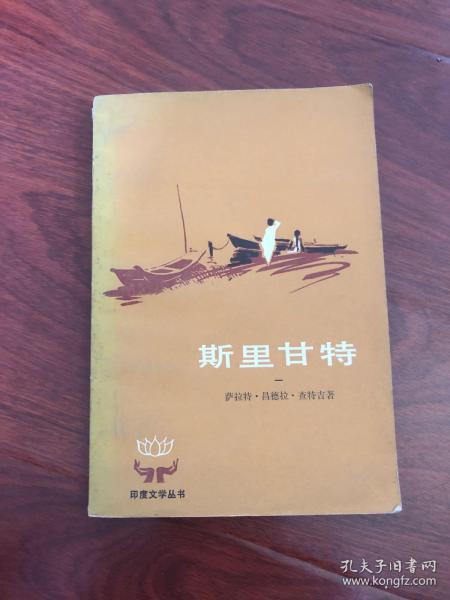 斯里甘特
一
萨拉特·昌德拉·查特吉著
印度文学丛书
孔夫子旧书网
www.kongfz.com